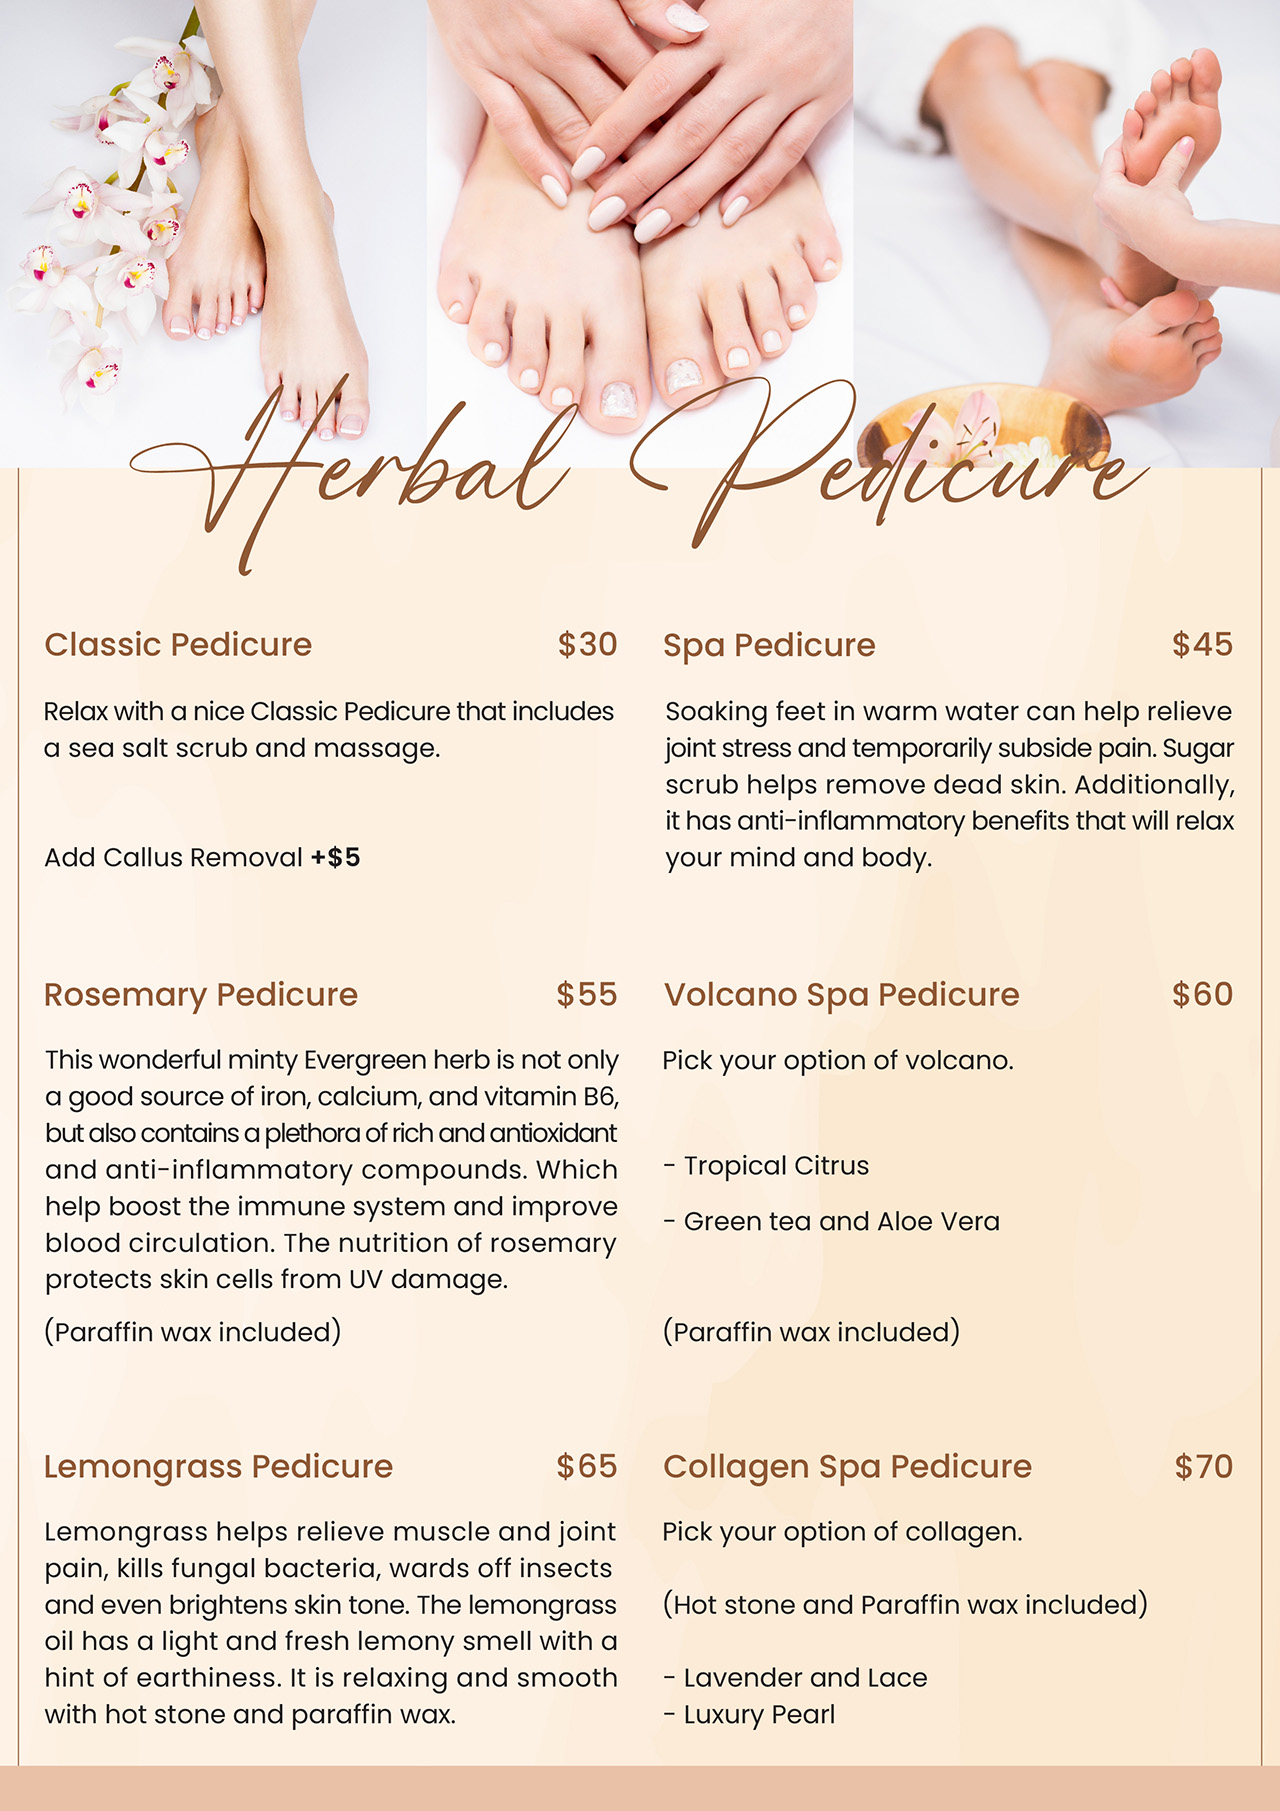 Herbal Pedicure
Classic Pedicure $30
Relax with a nice Classic Pedicure that includes
a sea salt scrub and massage.
Add Callus Removal +$5
Spa Pedicure $45
Soaking feet in warm water can help relieve
joint stress and temporarily subside pain. Sugar
scrub helps remove dead skin. Additionally,
it has anti-inflammatory benefits that will relax
your mind and body.
Rosemary Pedicure $55
This wonderful minty Evergreen herb is not only
a good source of iron, calcium, and vitamin B6,
but also contains a plethora of rich and antioxidant
and anti-inflammatory compounds. Which
help boost the immune system and improve
blood circulation. The nutrition of rosemary
protects skin cells from UV damage.
(Paraffin wax included)
Volcano Spa Pedicure $60
Pick your option of volcano.
- Tropical Citrus
- Green tea and Aloe Vera
(Paraffin wax included)
Lemongrass Pedicure $65
Lemongrass helps relieve muscle and joint
pain, kills fungal bacteria, wards off insects
and even brightens skin tone. The lemongrass
oil has a light and fresh lemony smell with a
hint of earthiness. It is relaxing and smooth
with hot stone and paraffin wax.
Collagen Spa Pedicure $70
Pick your option of collagen.
(Hot stone and Paraffin wax included)
- Lavender and Lace
- Luxury Pearl